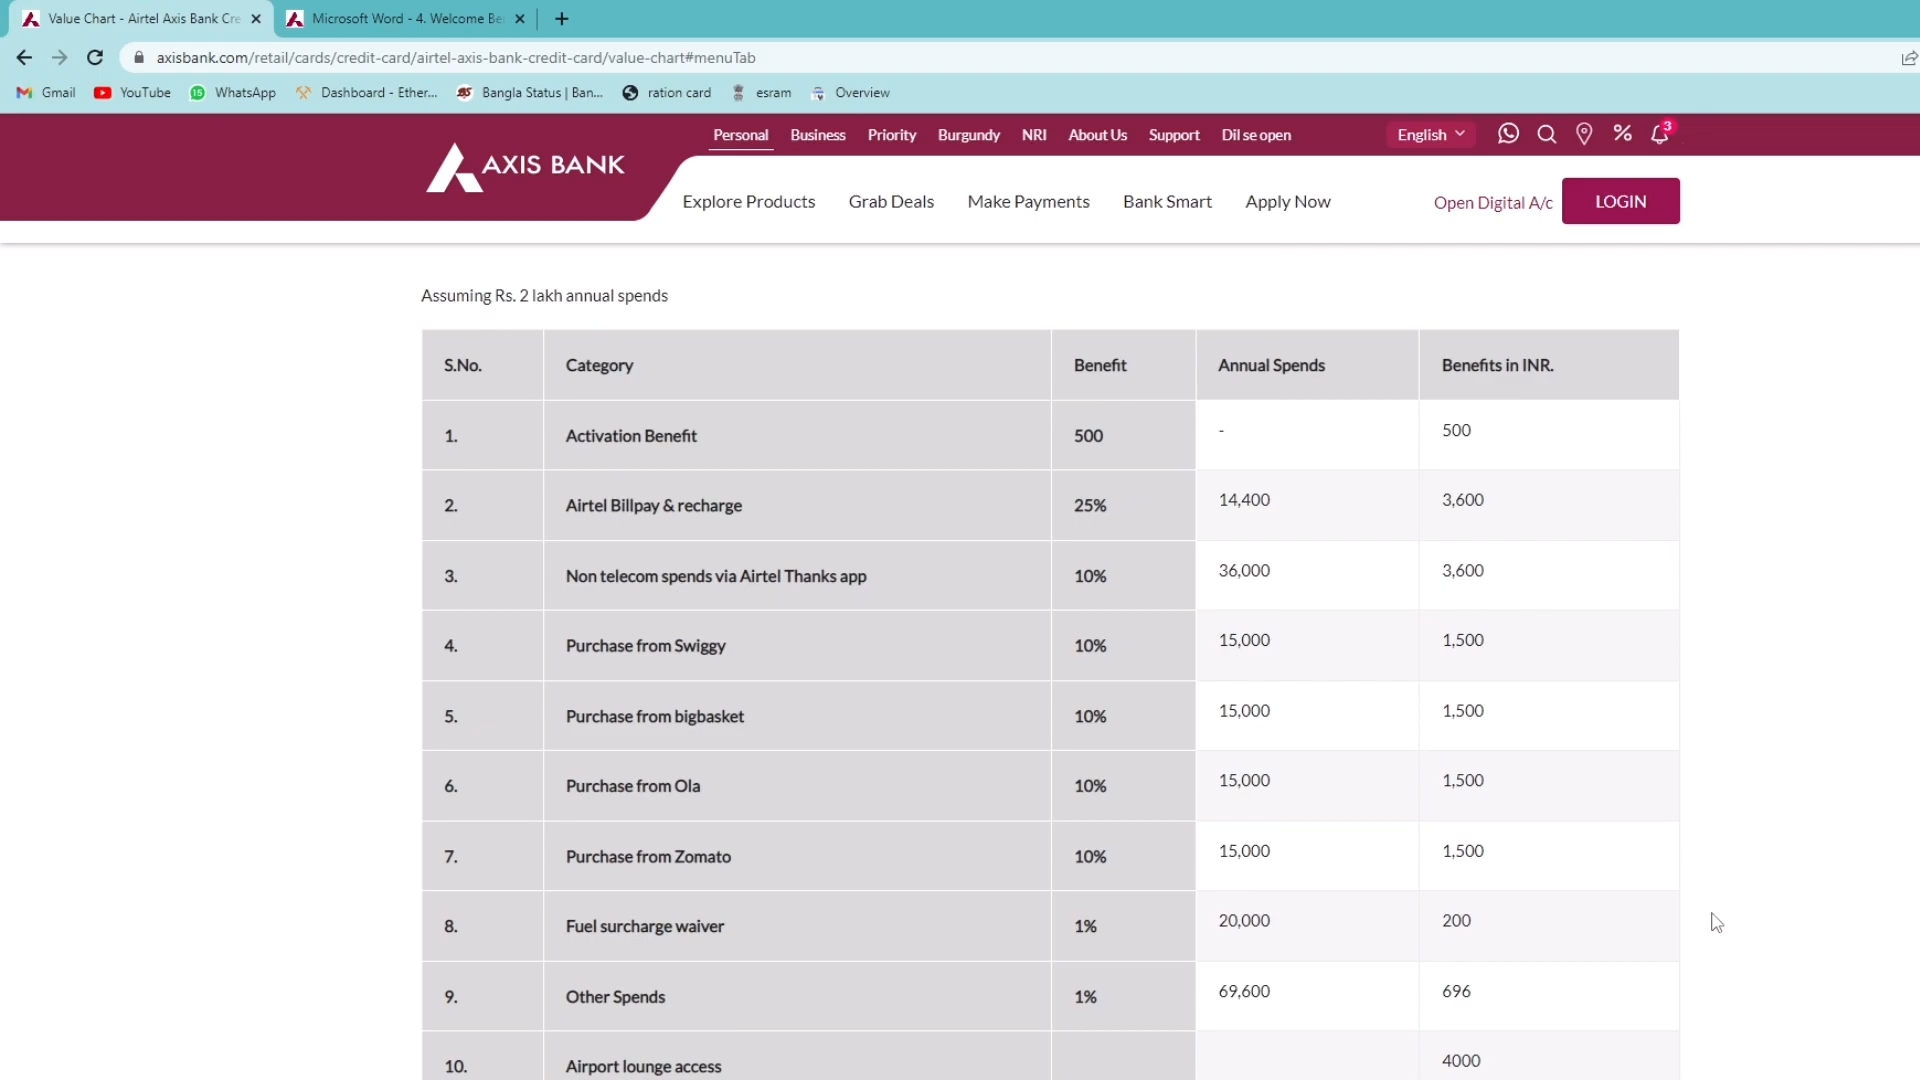 Value Chart - Airtel Axis Bank Cre
Microsoft Word - 4. Welcome Be
axisbank.com/retail/cards/credit-card/airtel-axis-bank-credit-card/value-chart#menuTab
Gmail YouTube WhatsApp Dashboard - Ether... Bangla Status | Ban... ration card esram Overview
Personal Business Priority Burgundy NRI About Us Support Dil se open English 3
AXIS BANK
Explore Products Grab Deals Make Payments Bank Smart Apply Now Open Digital A/c LOGIN
Assuming Rs. 2 lakh annual spends
S.No. Category Benefit Annual Spends Benefits in INR.
1. Activation Benefit 500 - 500
2. Airtel Billpay & recharge 25% 14,400 3,600
3. Non telecom spends via Airtel Thanks app 10% 36,000 3,600
4. Purchase from Swiggy 10% 15,000 1,500
5. Purchase from bigbasket 10% 15,000 1,500
6. Purchase from Ola 10% 15,000 1,500
7. Purchase from Zomato 10% 15,000 1,500
8. Fuel surcharge waiver 1% 20,000 200
9. Other Spends 1% 69,600 696
10. Airport lounge access 4000